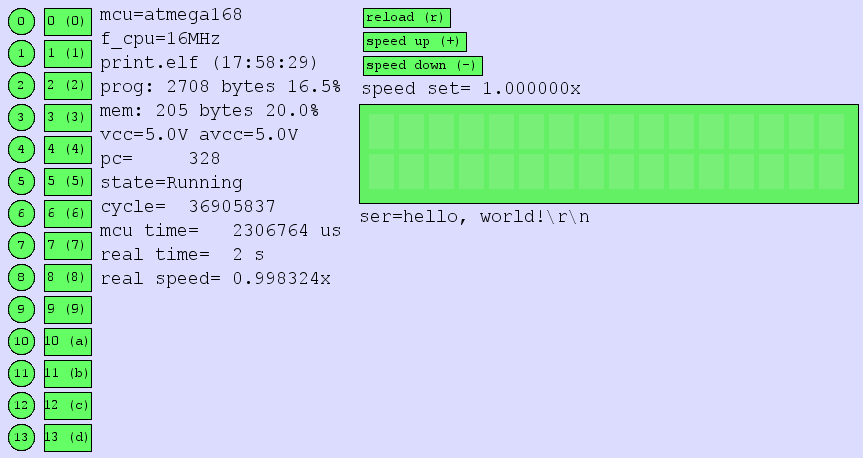 0 0 (0)
1 1 (1)
2 2 (2)
3 3 (3)
4 4 (4)
5 5 (5)
6 6 (6)
7 7 (7)
8 8 (8)
9 9 (9)
10 10 (a)
11 11 (b)
12 12 (c)
13 13 (d)
mcu=atmega168
f_cpu=16MHz
print.elf (17:58:29)
prog: 2708 bytes 16.5%
mem: 205 bytes 20.0%
vcc=5.0V avcc=5.0V
pc= 328
state=Running
cycle= 36905837
mcu time= 2306764 us
real time= 2 s
real speed= 0.998324x
reload (r)
speed up (+)
speed down (-)
speed set= 1.000000x
ser=hello, world!\r\n